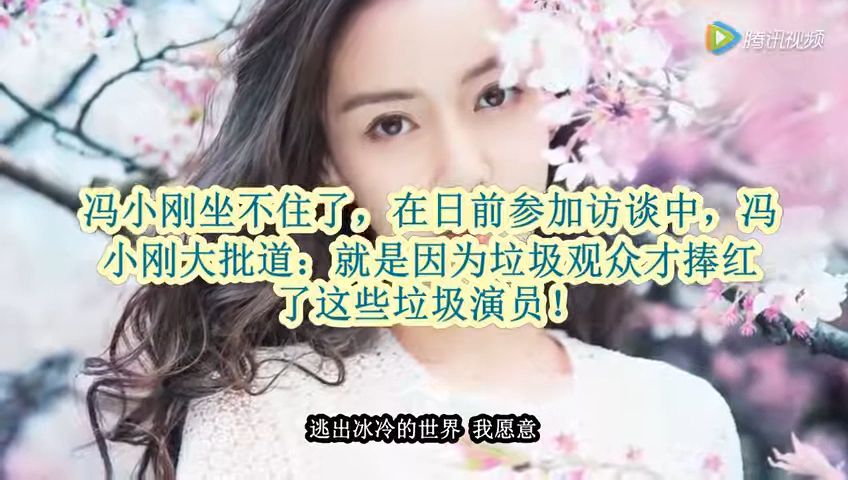 腾讯视频
冯小刚坐不住了，在日前参加访谈中，冯
小刚大批道：就是因为垃圾观众才捧红
了这些垃圾演员！
逃出冰冷的世界 我愿意